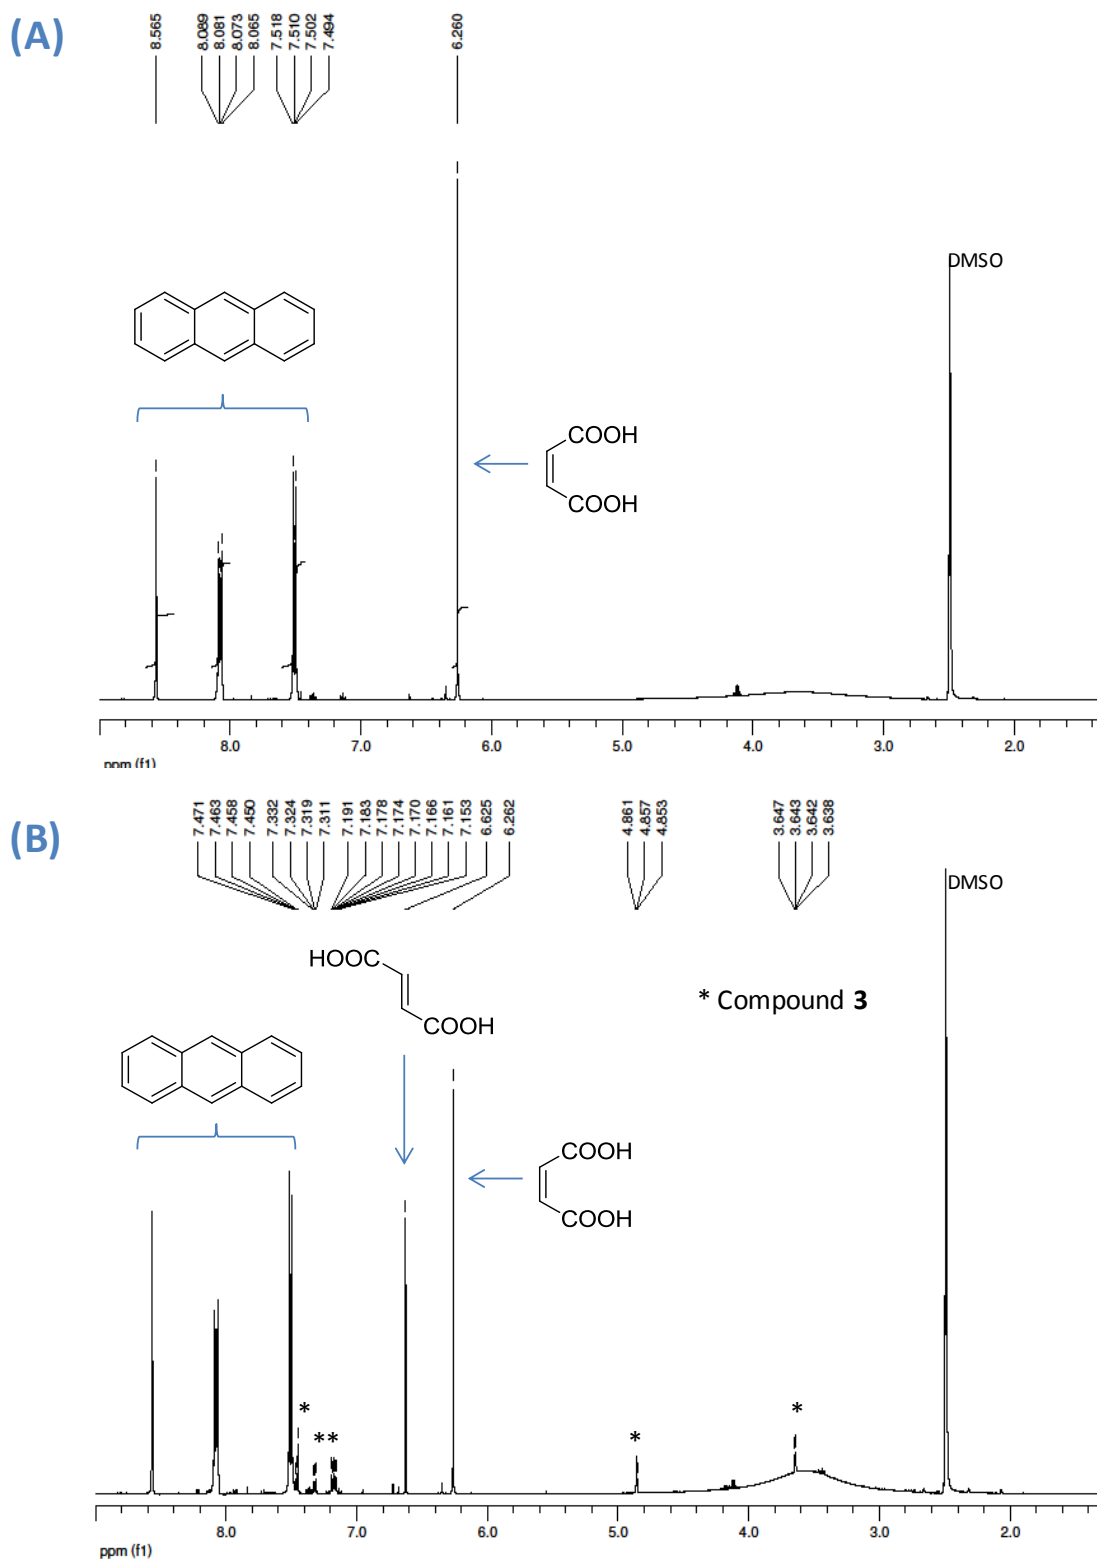 (A)
8.565
8.089
8.081
8.073
8.065
7.518
7.510
7.502
7.494
6.260
DMSO
COOH
COOH
8.0 7.0 6.0 5.0 4.0 3.0 2.0
ppm (f1)
(B)
7.471
7.463
7.458
7.450
7.332
7.324
7.319
7.311
7.191
7.183
7.178
7.174
7.170
7.166
7.161
7.153
6.625
6.262
4.861
4.857
4.853
3.647
3.643
3.642
3.638
DMSO
HOOC
COOH
* Compound 3
COOH
COOH
*
* *
*
*
8.0 7.0 6.0 5.0 4.0 3.0 2.0
ppm (f1)